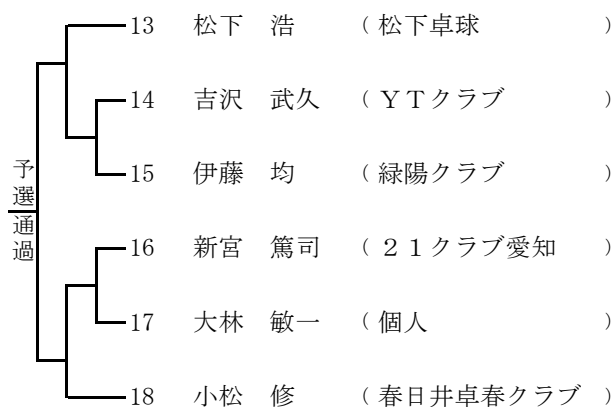 13 松下 浩 （ 松下卓球 ）
14 吉沢 武久 （ ＹＴクラブ ）
15 伊藤 均 （ 緑陽クラブ ）
予選通過
16 新宮 篤司 （ ２１クラブ愛知 ）
17 大林 敏一 （ 個人 ）
18 小松 修 （ 春日井卓春クラブ ）